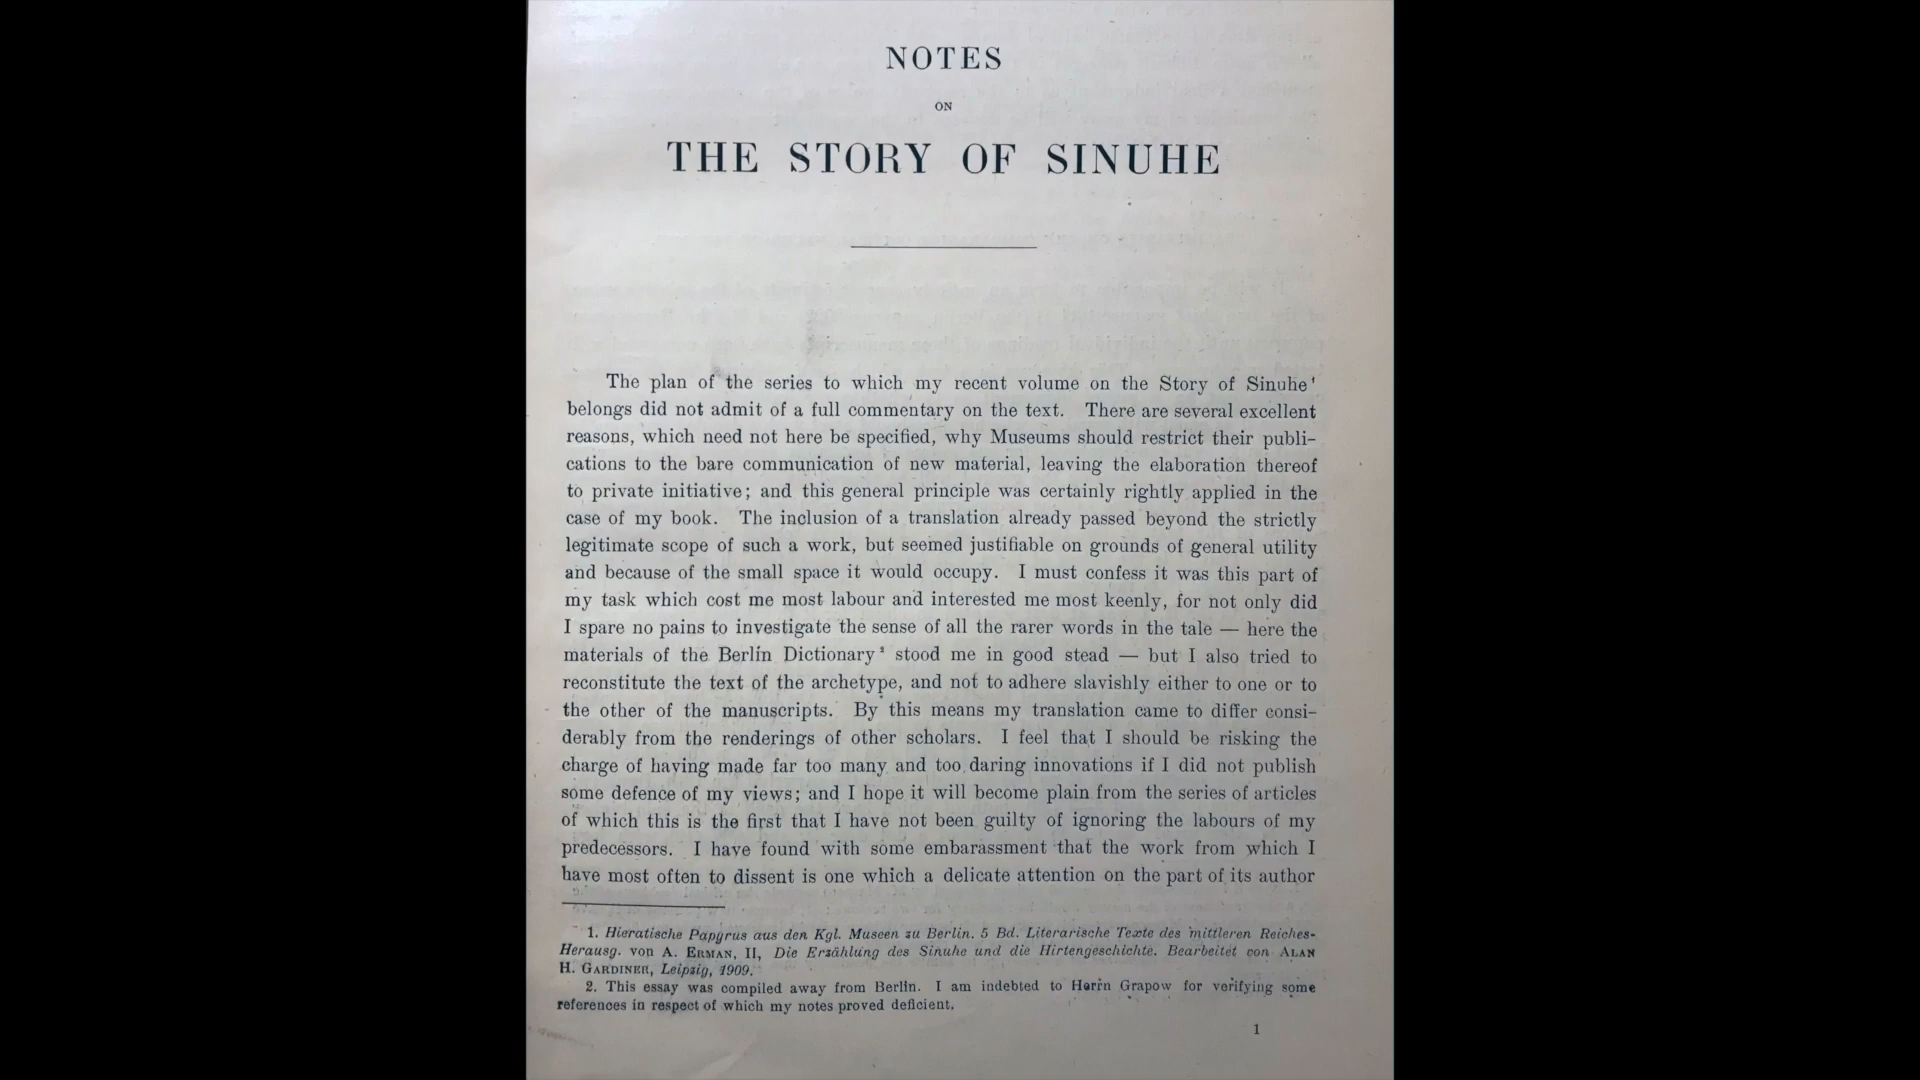 NOTES
ON
THE STORY OF SINUHE
The plan of the series to which my recent volume on the Story of Sinuhe¹
belongs did not admit of a full commentary on the text. There are several excellent
reasons, which need not here be specified, why Museums should restrict their publi-
cations to the bare communication of new material, leaving the elaboration thereof
to private initiative; and this general principle was certainly rightly applied in the
case of my book. The inclusion of a translation already passed beyond the strictly
legitimate scope of such a work, but seemed justifiable on grounds of general utility
and because of the small space it would occupy. I must confess it was this part of
my task which cost me most labour and interested me most keenly, for not only did
I spare no pains to investigate the sense of all the rarer words in the tale — here the
materials of the Berlin Dictionary² stood me in good stead — but I also tried to
reconstitute the text of the archetype, and not to adhere slavishly either to one or to
the other of the manuscripts. By this means my translation came to differ consi-
derably from the renderings of other scholars. I feel that I should be risking the
charge of having made far too many and too daring innovations if I did not publish
some defence of my views; and I hope it will become plain from the series of articles
of which this is the first that I have not been guilty of ignoring the labours of my
predecessors. I have found with some embarassment that the work from which I
have most often to dissent is one which a delicate attention on the part of its author
1. Hieratische Papyrus aus den Kgl. Museen zu Berlin. 5 Bd. Literarische Texte des mittleren Reiches-
Herausg. von A. ERMAN, II, Die Erzählung des Sinuhe und die Hirtengeschichte. Bearbeitet von ALAN
H. GARDINER, Leipzig, 1909.
2. This essay was compiled away from Berlin. I am indebted to Herrn Grapow for verifying some
references in respect of which my notes proved deficient.
1